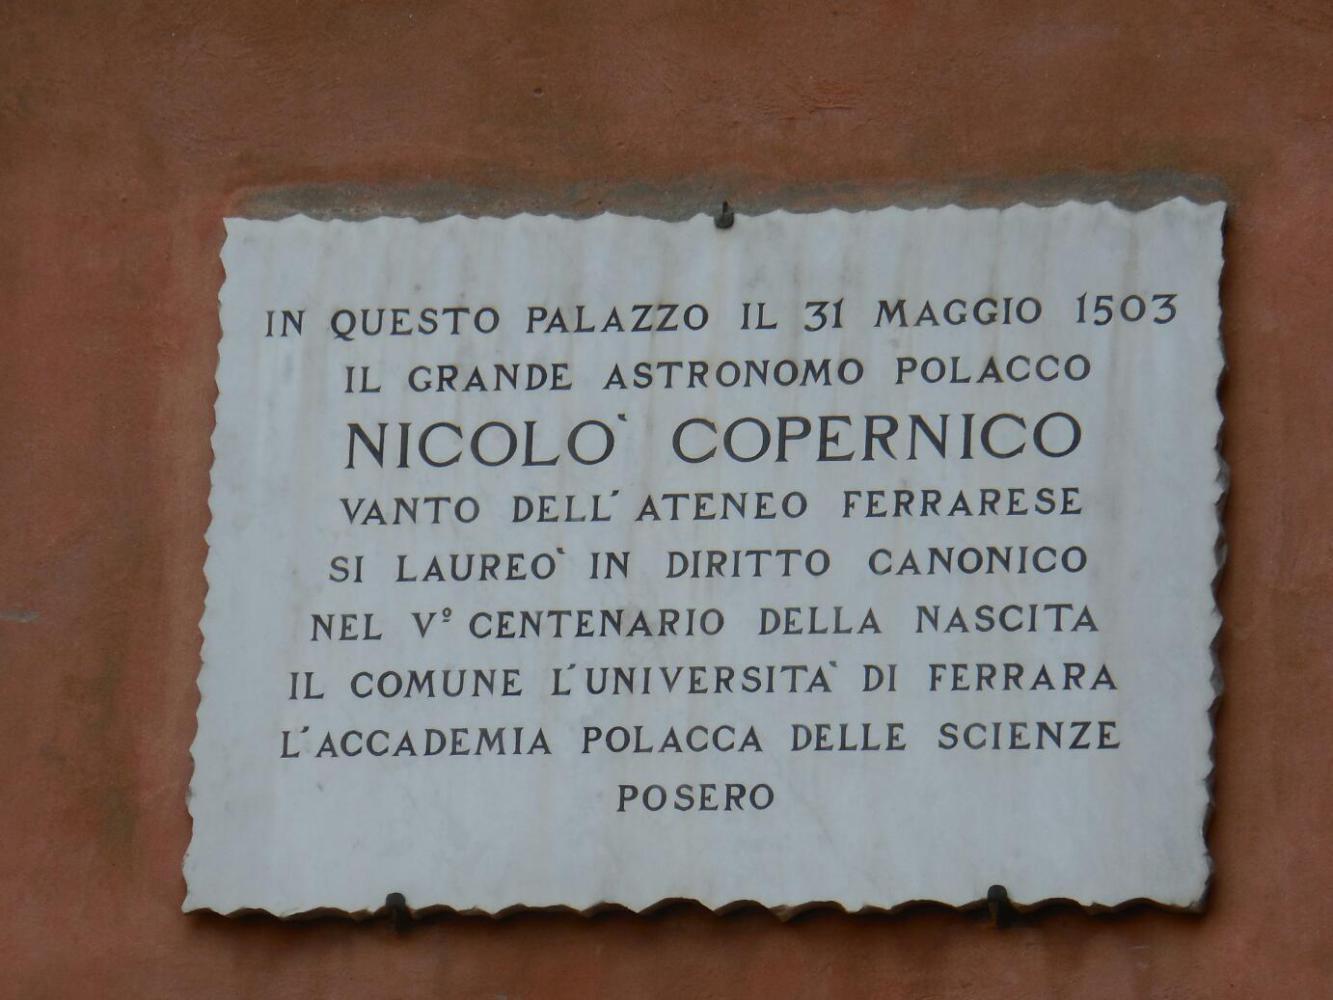 IN QUESTO PALAZZO IL 31 MAGGIO 1503
IL GRANDE ASTRONOMO POLACCO
NICOLO` COPERNICO
VANTO DELL'ATENEO FERRARESE
SI LAUREO` IN DIRITTO CANONICO
NEL Vº CENTENARIO DELLA NASCITA
IL COMUNE L'UNIVERSITA` DI FERRARA
L'ACCADEMIA POLACCA DELLE SCIENZE
POSERO